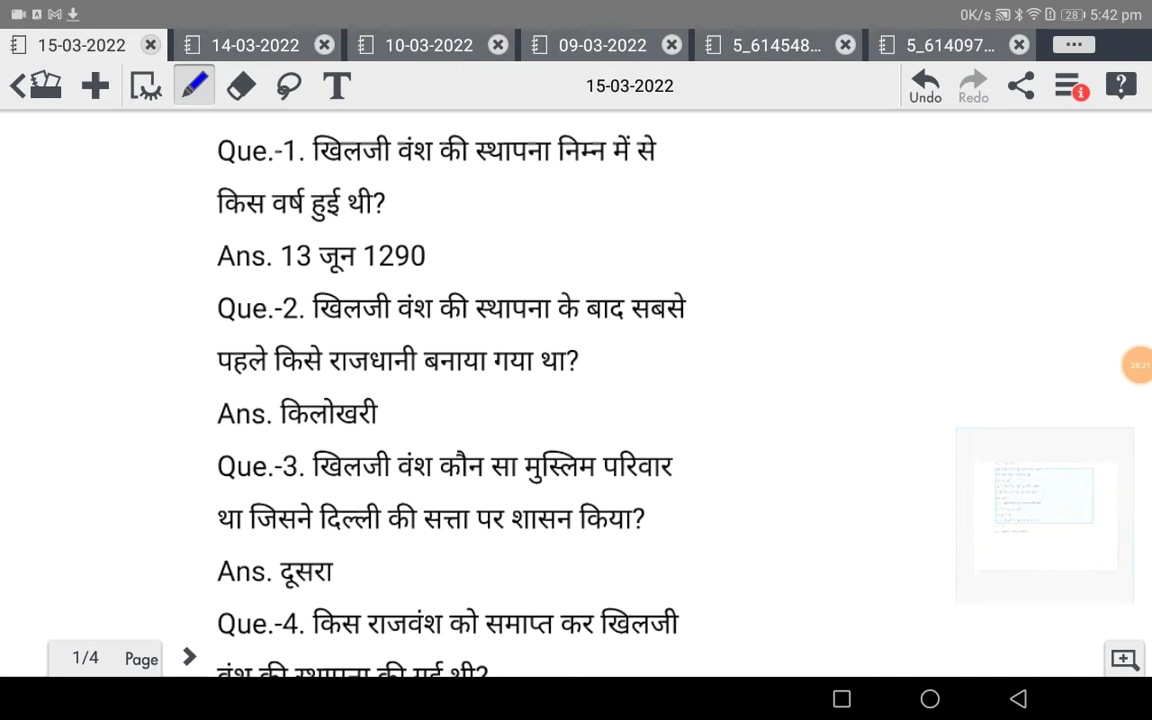 0K/s 28 5:42 pm
15-03-2022 14-03-2022 10-03-2022 09-03-2022 5_614548... 5_614097... ...
T 15-03-2022 Undo Redo
Que.-1. खिलजी वंश की स्थापना निम्न में से
किस वर्ष हुई थी?
Ans. 13 जून 1290
Que.-2. खिलजी वंश की स्थापना के बाद सबसे
पहले किसे राजधानी बनाया गया था?
Ans. किलोखरी
Que.-3. खिलजी वंश कौन सा मुस्लिम परिवार
था जिसने दिल्ली की सत्ता पर शासन किया?
Ans. दूसरा
Que.-4. किस राजवंश को समाप्त कर खिलजी
वंश की स्थापना की गई थी?
1/4 Page